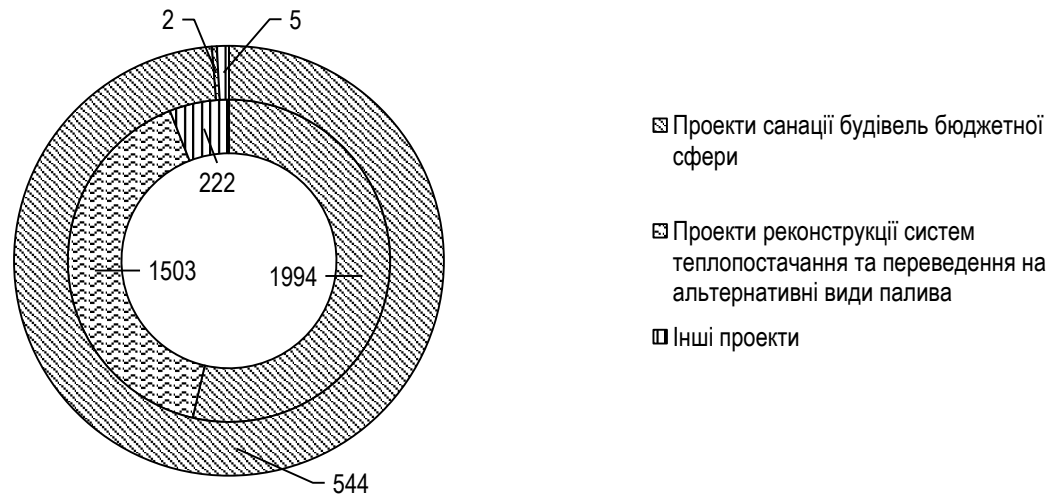 2
5
222
1503
1994
544
Проекти санації будівель бюджетної
сфери
Проекти реконструкції систем
теплопостачання та переведення на
альтернативні види палива
Інші проекти